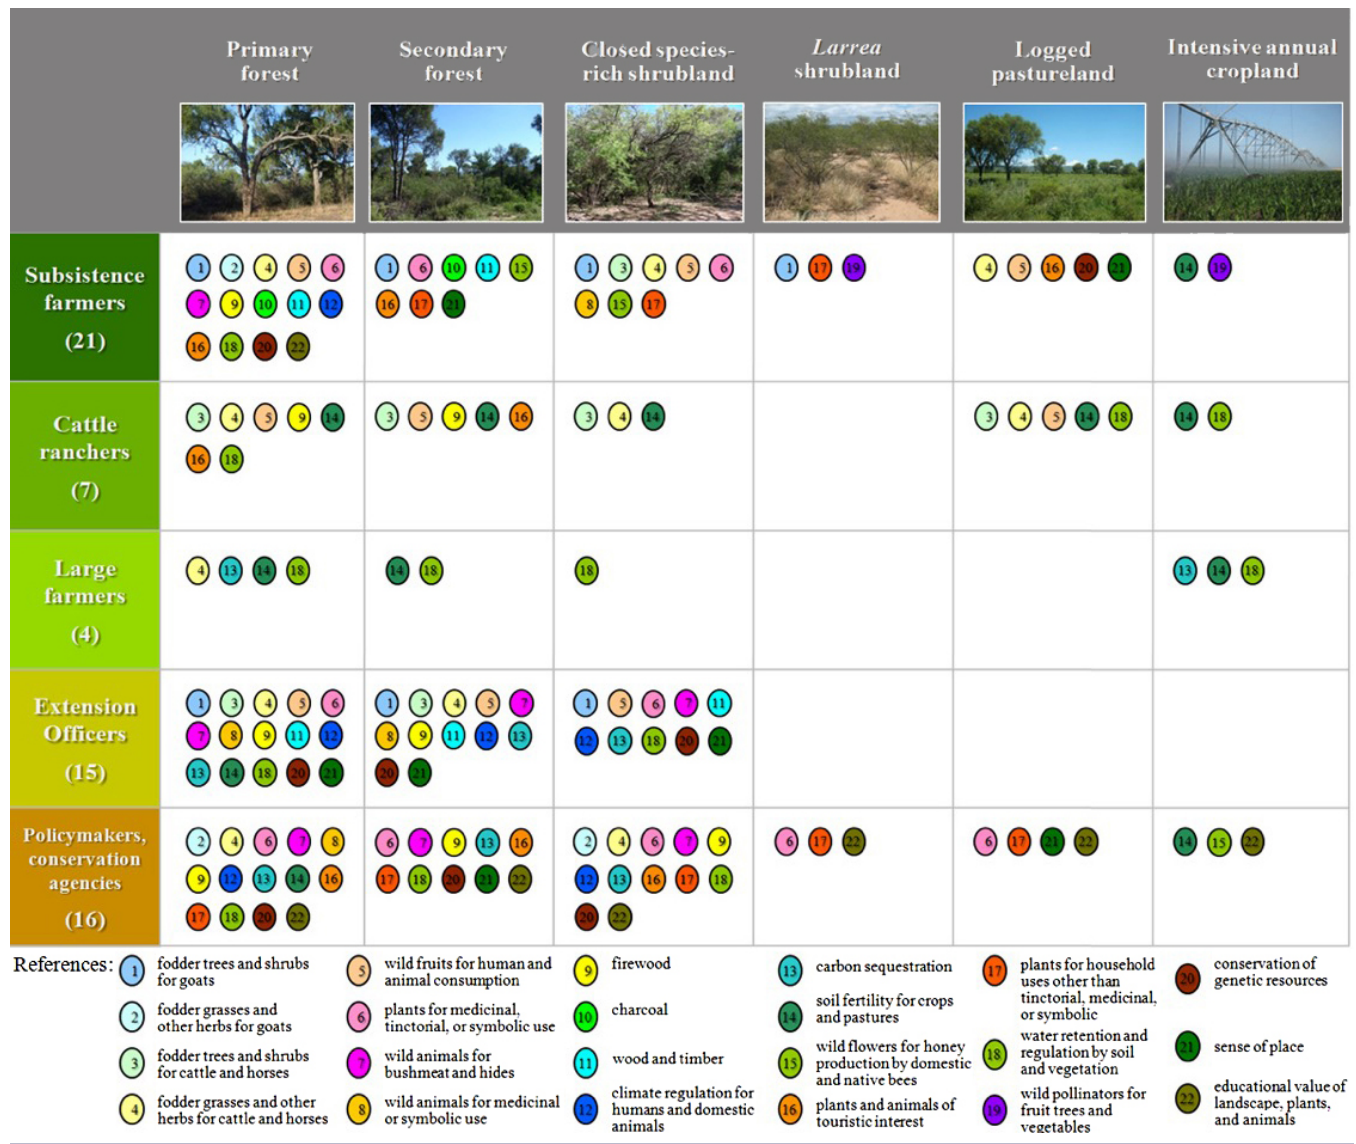 Primary
forest
Secondary
forest
Closed species-
rich shrubland
Larrea
shrubland
Logged
pastureland
Intensive annual
cropland
Subsistence
farmers
(21)
1 2 4 5 6
7 9 10 11 12
16 18 20 22
1 6 10 11 15
16 17 21
1 3 4 5 6
8 15 17
1 17 19
4 5 16 20 21
14 19
Cattle
ranchers
(7)
3 4 5 9 14
16 18
3 5 9 14 16
3 4 14
3 4 5 14 18
14 18
Large
farmers
(4)
4 13 14 18
14 18
18
13 14 18
Extension
Officers
(15)
1 3 4 5 6
7 8 9 11 12
13 14 18 20 21
1 3 4 5 7
8 9 11 12 13
20 21
1 5 6 7 11
12 13 18 20 21
Policymakers,
conservation
agencies
(16)
2 4 6 7 8
9 12 13 14 16
17 18 20 22
6 7 9 13 16
17 18 20 21 22
2 4 6 7 9
12 13 16 17 18
20 22
6 17 22
6 17 21 22
14 15 22
References:
1 fodder trees and shrubs
for goats
2 fodder grasses and
other herbs for goats
3 fodder trees and shrubs
for cattle and horses
4 fodder grasses and other
herbs for cattle and horses
5 wild fruits for human and
animal consumption
6 plants for medicinal,
tinctorial, or symbolic use
7 wild animals for
bushmeat and hides
8 wild animals for medicinal
or symbolic use
9 firewood
10 charcoal
11 wood and timber
12 climate regulation for
humans and domestic
animals
13 carbon sequestration
14 soil fertility for crops
and pastures
15 wild flowers for honey
production by domestic
and native bees
16 plants and animals of
touristic interest
17 plants for household
uses other than
tinctorial, medicinal,
or symbolic
18 water retention and
regulation by soil
and vegetation
19 wild pollinators for
fruit trees and
vegetables
20 conservation of
genetic resources
21 sense of place
22 educational value of
landscape, plants,
and animals